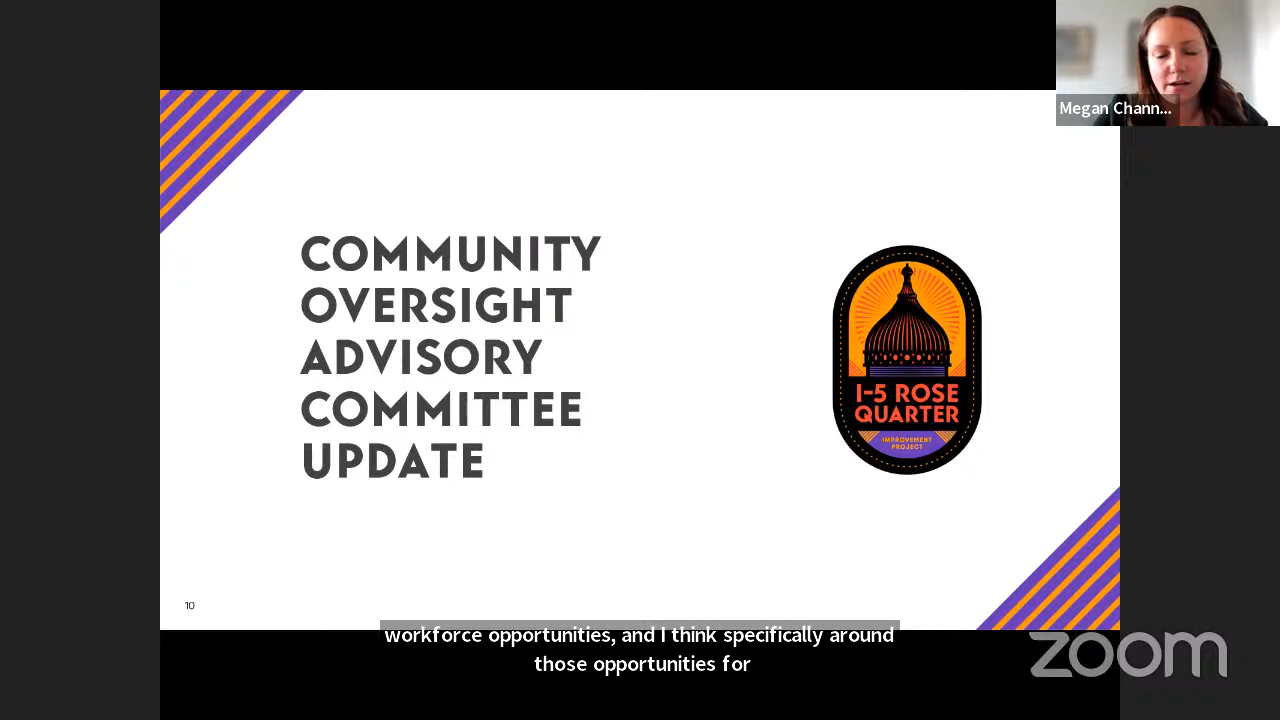 Megan Chann...
COMMUNITY
OVERSIGHT
ADVISORY
COMMITTEE
UPDATE
I-5 ROSE
QUARTER
IMPROVEMENT
PROJECT
10
workforce opportunities, and I think specifically around
those opportunities for
zoom